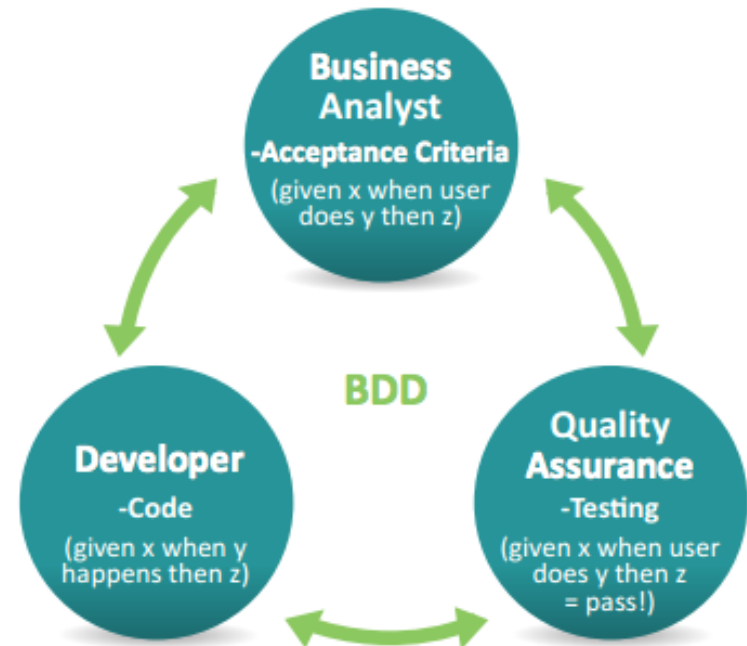 Business
Analyst
-Acceptance Criteria
(given x when user
does y then z)
BDD
Developer
-Code
(given x when y
happens then z)
Quality
Assurance
-Testing
(given x when user
does y then z
= pass!)